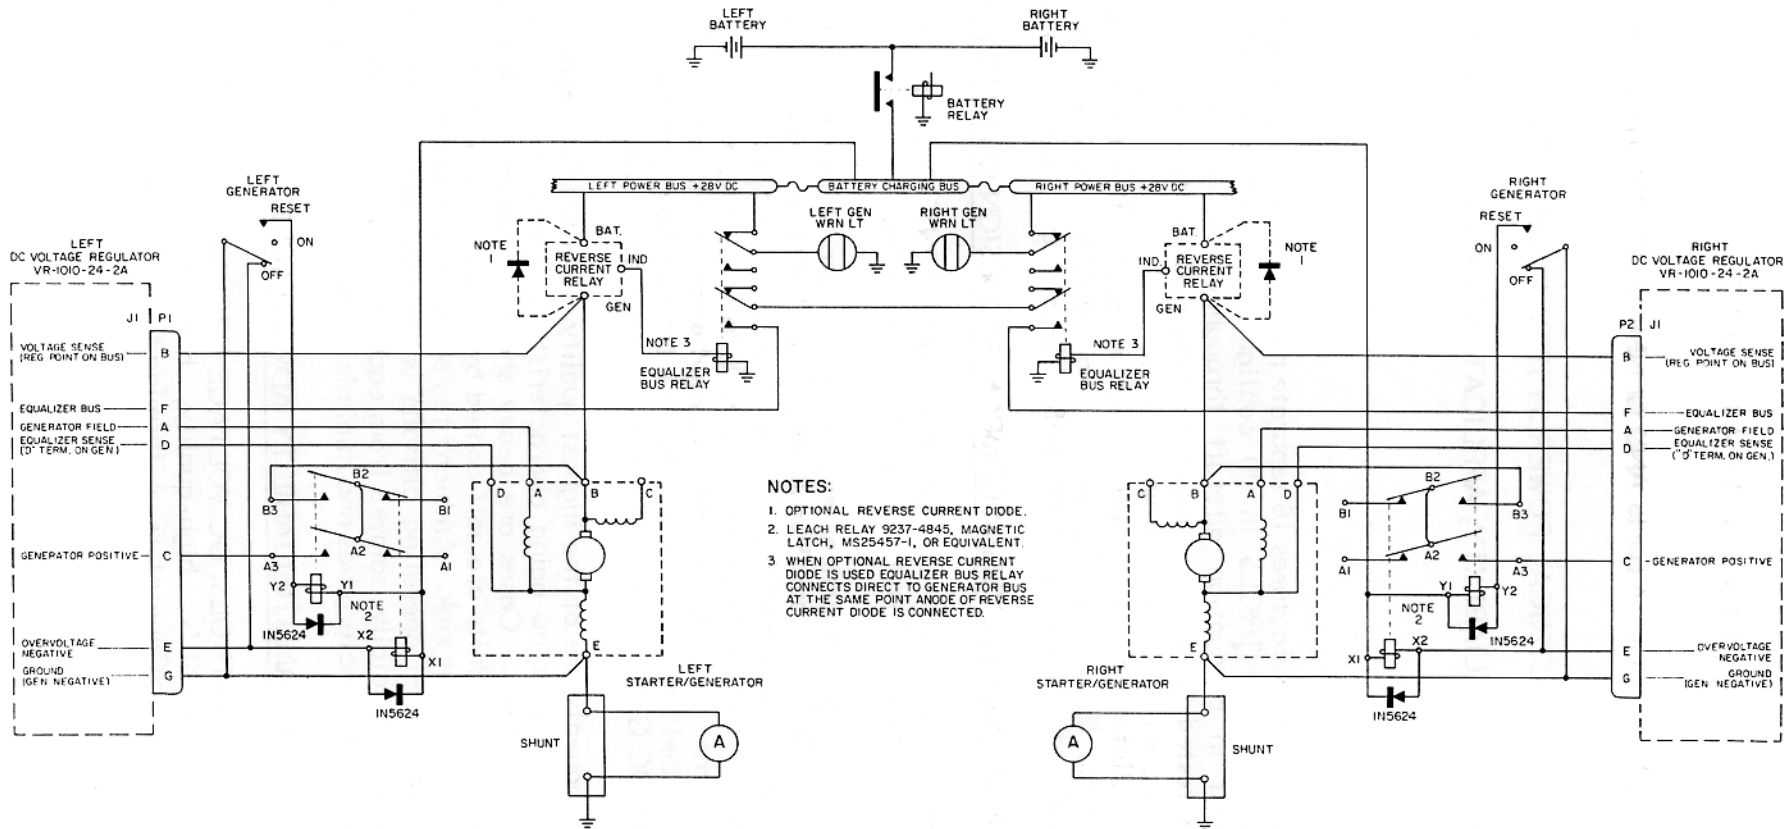 LEFT
BATTERY
RIGHT
BATTERY
BATTERY
RELAY
LEFT
GENERATOR
RESET
ON
OFF
RIGHT
GENERATOR
RESET
ON
OFF
LEFT POWER BUS +28V DC
BATTERY CHARGING BUS
RIGHT POWER BUS +28V DC
LEFT GEN
WRN LT
RIGHT GEN
WRN LT
LEFT
DC VOLTAGE REGULATOR
VR-1010-24-2A
J1 P1
NOTE
1
BAT.
REVERSE
CURRENT
RELAY
IND
GEN
NOTE 3
EQUALIZER
BUS RELAY
BAT.
REVERSE
CURRENT
RELAY
IND.
GEN
NOTE
1
NOTE 3
EQUALIZER
BUS RELAY
RIGHT
DC VOLTAGE REGULATOR
VR-1010-24-2A
P2 J1
VOLTAGE SENSE
(REG. POINT ON BUS)
B
EQUALIZER BUS
F
GENERATOR FIELD
A
EQUALIZER SENSE
("D" TERM. ON GEN)
D
GENERATOR POSITIVE
C
OVERVOLTAGE
NEGATIVE
E
GROUND
(GEN NEGATIVE)
G
B
VOLTAGE SENSE
(REG. POINT ON BUS)
F
EQUALIZER BUS
A
GENERATOR FIELD
D
EQUALIZER SENSE
("D" TERM. ON GEN.)
C
GENERATOR POSITIVE
E
OVERVOLTAGE
NEGATIVE
G
GROUND
(GEN NEGATIVE)
B2
B3
B1
A2
A3
A1
Y2
Y1
NOTE
2
IN5624
X2
X1
IN5624
D
A
B
C
E
LEFT
STARTER/GENERATOR
SHUNT
A
NOTES:
1. OPTIONAL REVERSE CURRENT DIODE.
2. LEACH RELAY 9237-4845, MAGNETIC
LATCH, MS25457-1, OR EQUIVALENT.
3 WHEN OPTIONAL REVERSE CURRENT
DIODE IS USED EQUALIZER BUS RELAY
CONNECTS DIRECT TO GENERATOR BUS
AT THE SAME POINT ANODE OF REVERSE
CURRENT DIODE IS CONNECTED.
C
B
A
D
E
RIGHT
STARTER/GENERATOR
A
SHUNT
B2
B1
B3
A2
A1
A3
Y1
Y2
NOTE
2
IN5624
X2
X1
IN5624